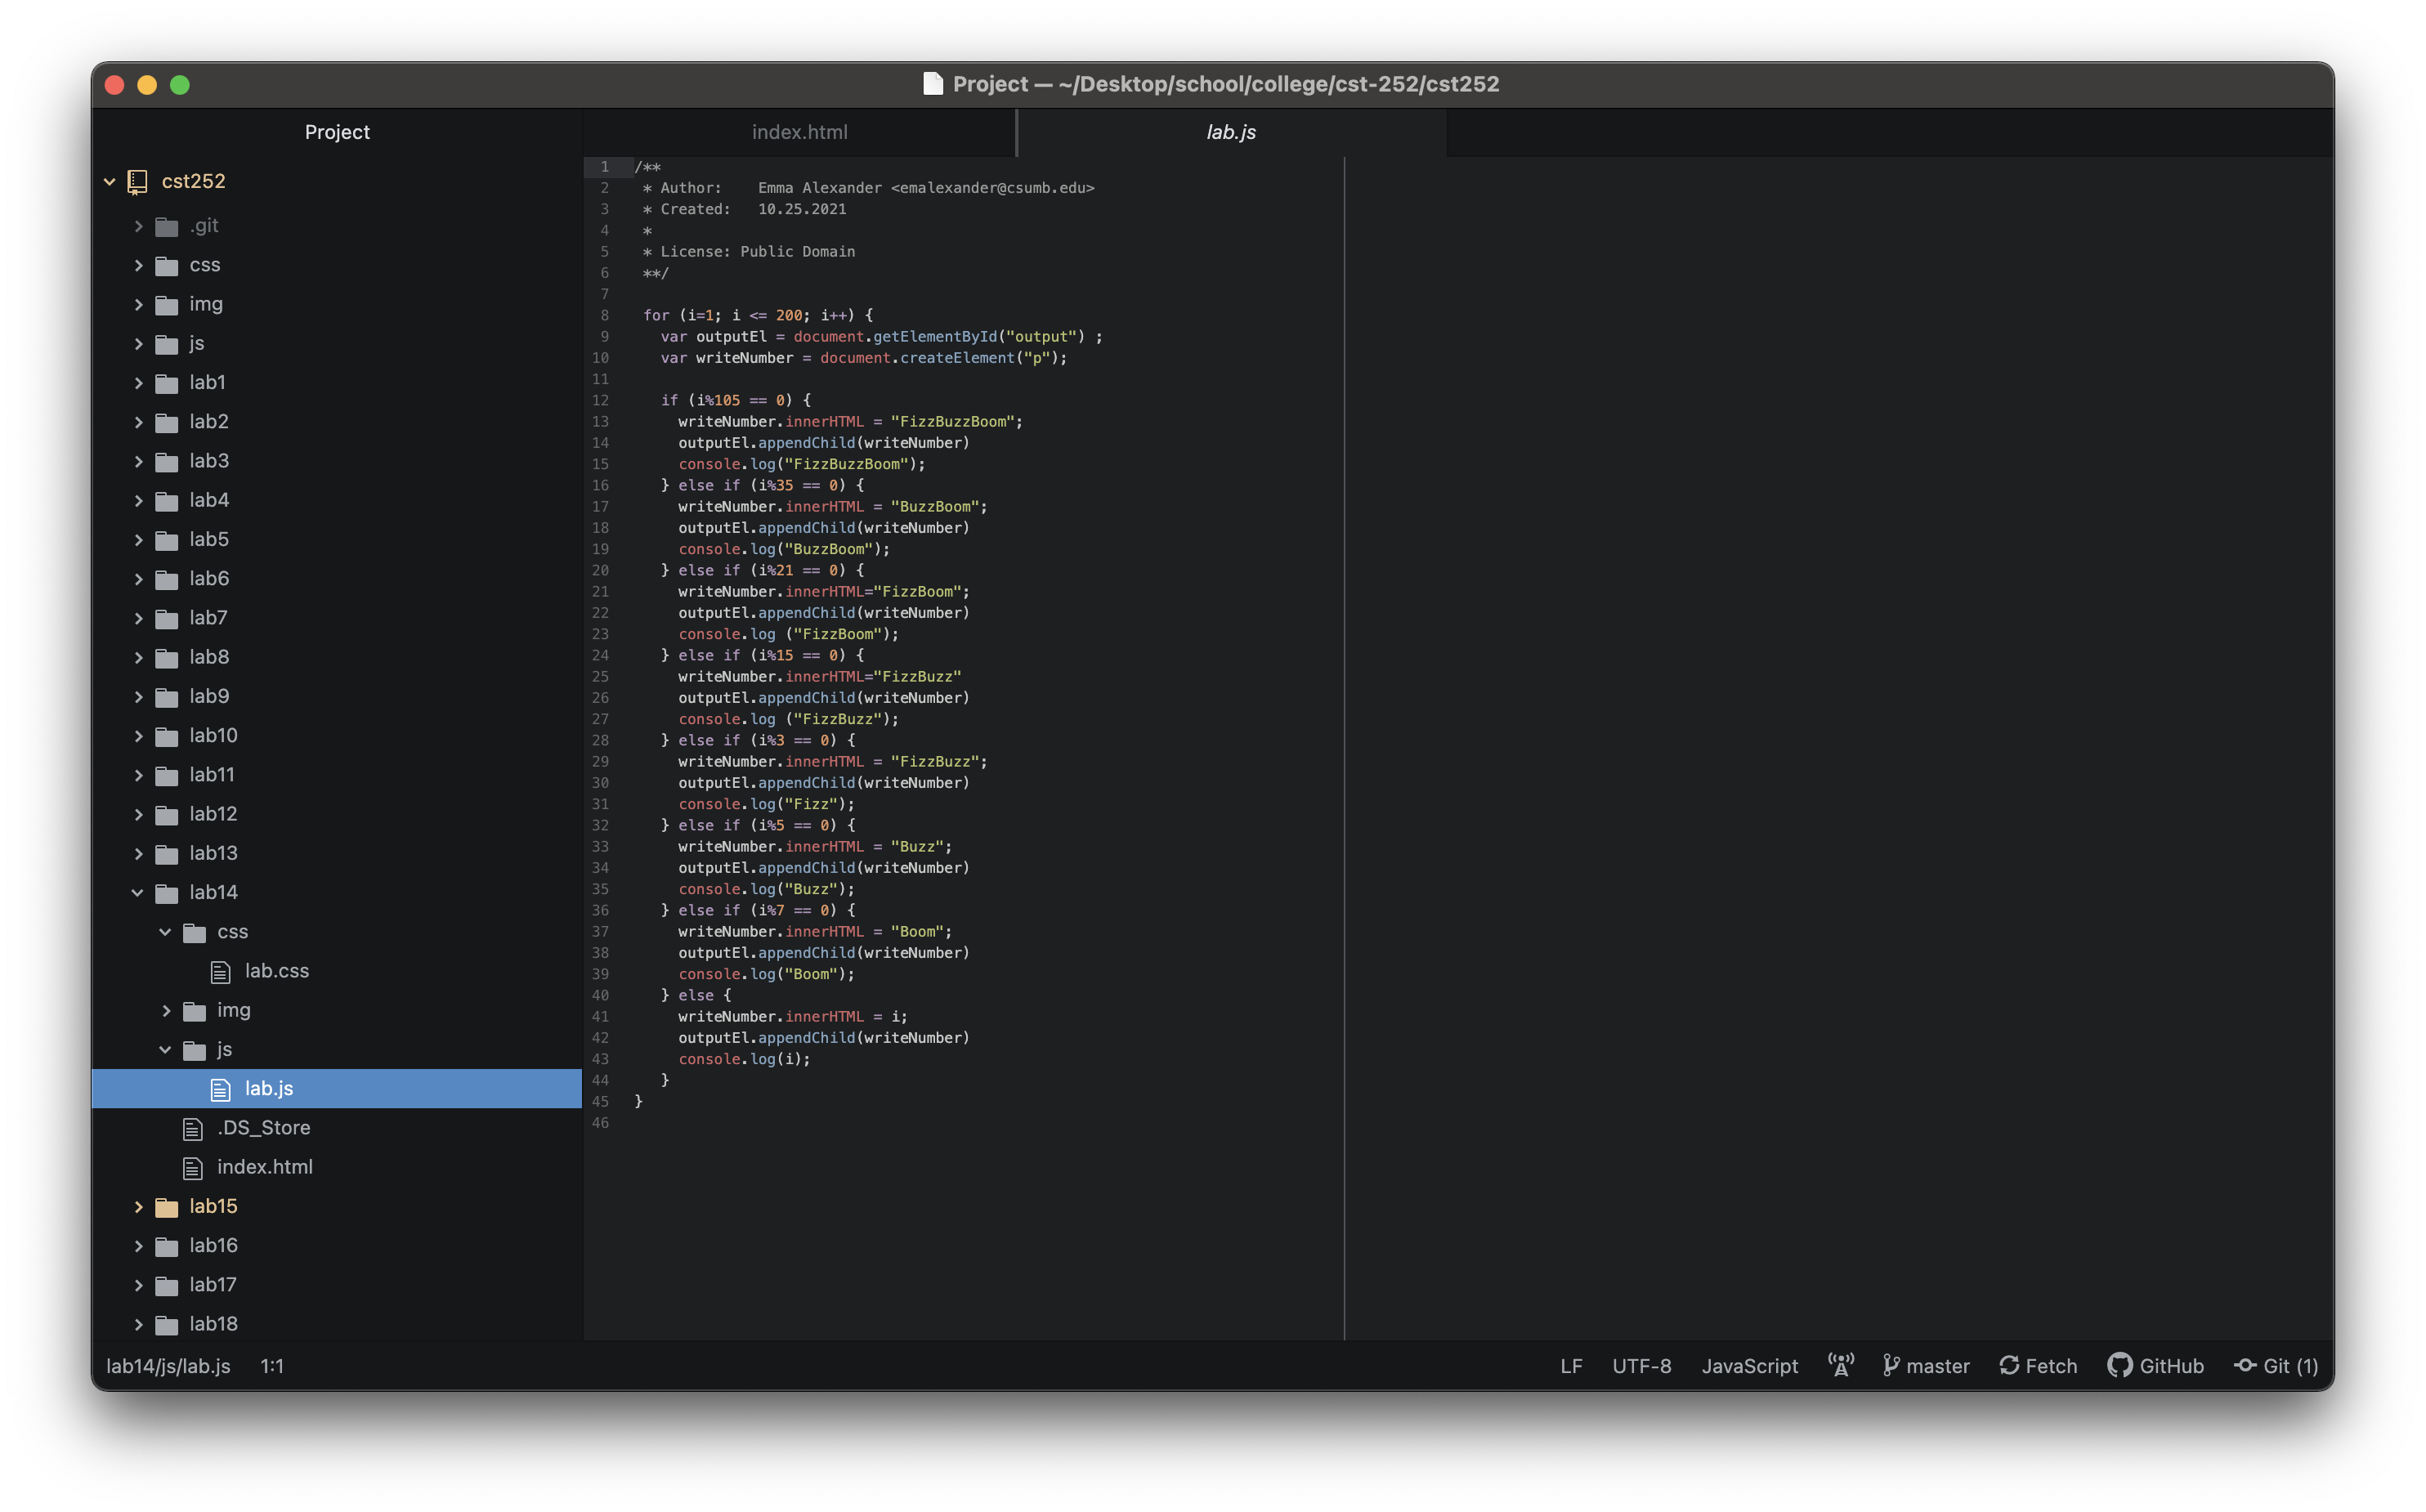 Project — ~/Desktop/school/college/cst-252/cst252
Project
cst252
.git
css
img
js
lab1
lab2
lab3
lab4
lab5
lab6
lab7
lab8
lab9
lab10
lab11
lab12
lab13
lab14
css
lab.css
img
js
lab.js
.DS_Store
index.html
lab15
lab16
lab17
lab18
index.html
lab.js
1 /**
2  * Author:    Emma Alexander <emalexander@csumb.edu>
3  * Created:   10.25.2021
4  *
5  * License: Public Domain
6  **/
7
8  for (i=1; i <= 200; i++) {
9    var outputEl = document.getElementById("output") ;
10    var writeNumber = document.createElement("p");
11
12    if (i%105 == 0) {
13      writeNumber.innerHTML = "FizzBuzzBoom";
14      outputEl.appendChild(writeNumber)
15      console.log("FizzBuzzBoom");
16    } else if (i%35 == 0) {
17      writeNumber.innerHTML = "BuzzBoom";
18      outputEl.appendChild(writeNumber)
19      console.log("BuzzBoom");
20    } else if (i%21 == 0) {
21      writeNumber.innerHTML="FizzBoom";
22      outputEl.appendChild(writeNumber)
23      console.log ("FizzBoom");
24    } else if (i%15 == 0) {
25      writeNumber.innerHTML="FizzBuzz"
26      outputEl.appendChild(writeNumber)
27      console.log ("FizzBuzz");
28    } else if (i%3 == 0) {
29      writeNumber.innerHTML = "FizzBuzz";
30      outputEl.appendChild(writeNumber)
31      console.log("Fizz");
32    } else if (i%5 == 0) {
33      writeNumber.innerHTML = "Buzz";
34      outputEl.appendChild(writeNumber)
35      console.log("Buzz");
36    } else if (i%7 == 0) {
37      writeNumber.innerHTML = "Boom";
38      outputEl.appendChild(writeNumber)
39      console.log("Boom");
40    } else {
41      writeNumber.innerHTML = i;
42      outputEl.appendChild(writeNumber)
43      console.log(i);
44    }
45 }
46
lab14/js/lab.js 1:1 LF UTF-8 JavaScript master Fetch GitHub Git (1)